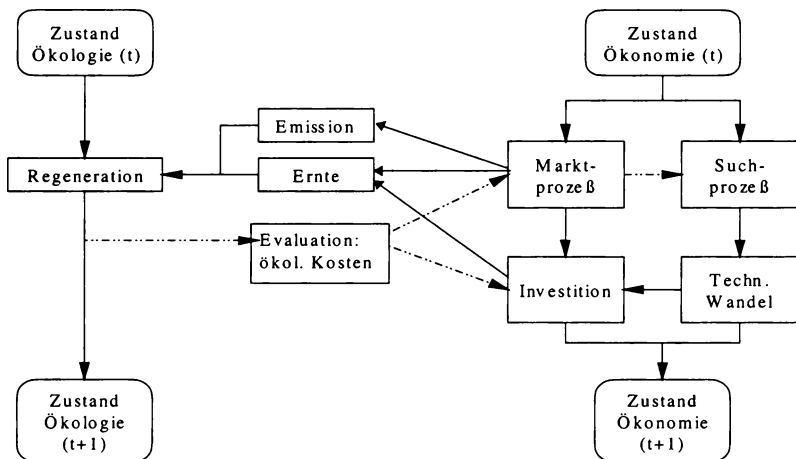 Zustand
Ökologie (t)
Zustand
Ökonomie (t)
Emission
Ernte
Regeneration
Markt-
prozeß
Such-
prozeß
Evaluation:
ökol. Kosten
Investition
Techn.
Wandel
Zustand
Ökologie
(t+1)
Zustand
Ökonomie
(t+1)